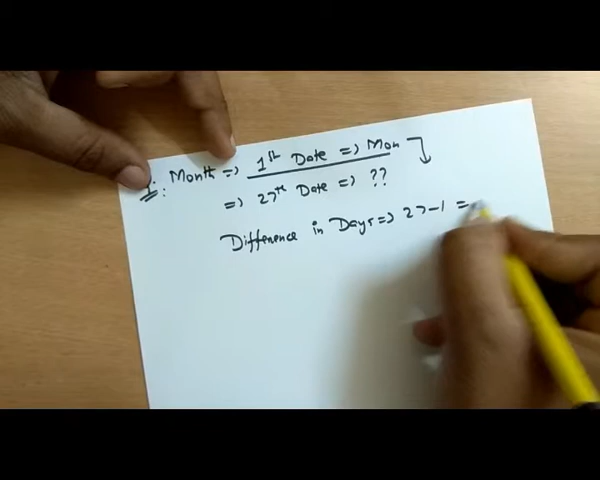 1: Month => 1st Date => Mon
=> 27th Date => ??
Difference in Days => 27-1 =